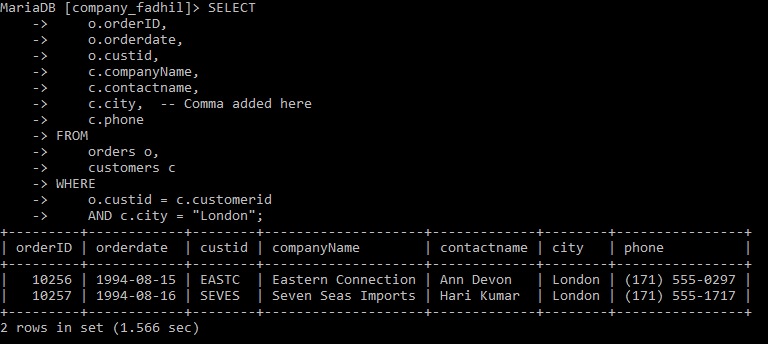 MariaDB [company_fadhil]> SELECT
    ->     o.orderID,
    ->     o.orderdate,
    ->     o.custid,
    ->     c.companyName,
    ->     c.contactname,
    ->     c.city,  -- Comma added here
    ->     c.phone
    -> FROM
    ->     orders o,
    ->     customers c
    -> WHERE
    ->     o.custid = c.customerid
    ->     AND c.city = "London";
+---------+------------+--------+--------------------+-------------+--------+----------------+
| orderID | orderdate  | custid | companyName        | contactname | city   | phone          |
+---------+------------+--------+--------------------+-------------+--------+----------------+
|   10256 | 1994-08-15 | EASTC  | Eastern Connection | Ann Devon   | London | (171) 555-0297 |
|   10257 | 1994-08-16 | SEVES  | Seven Seas Imports | Hari Kumar  | London | (171) 555-1717 |
+---------+------------+--------+--------------------+-------------+--------+----------------+
2 rows in set (1.566 sec)